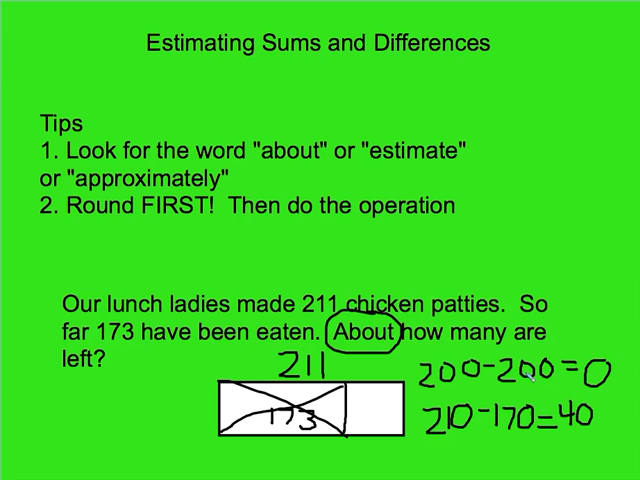 Estimating Sums and Differences
Tips
1. Look for the word "about" or "estimate"
or "approximately"
2. Round FIRST!  Then do the operation
Our lunch ladies made 211 chicken patties.  So
far 173 have been eaten.  About how many are
left?
211
200-200=0
173
210-170=40